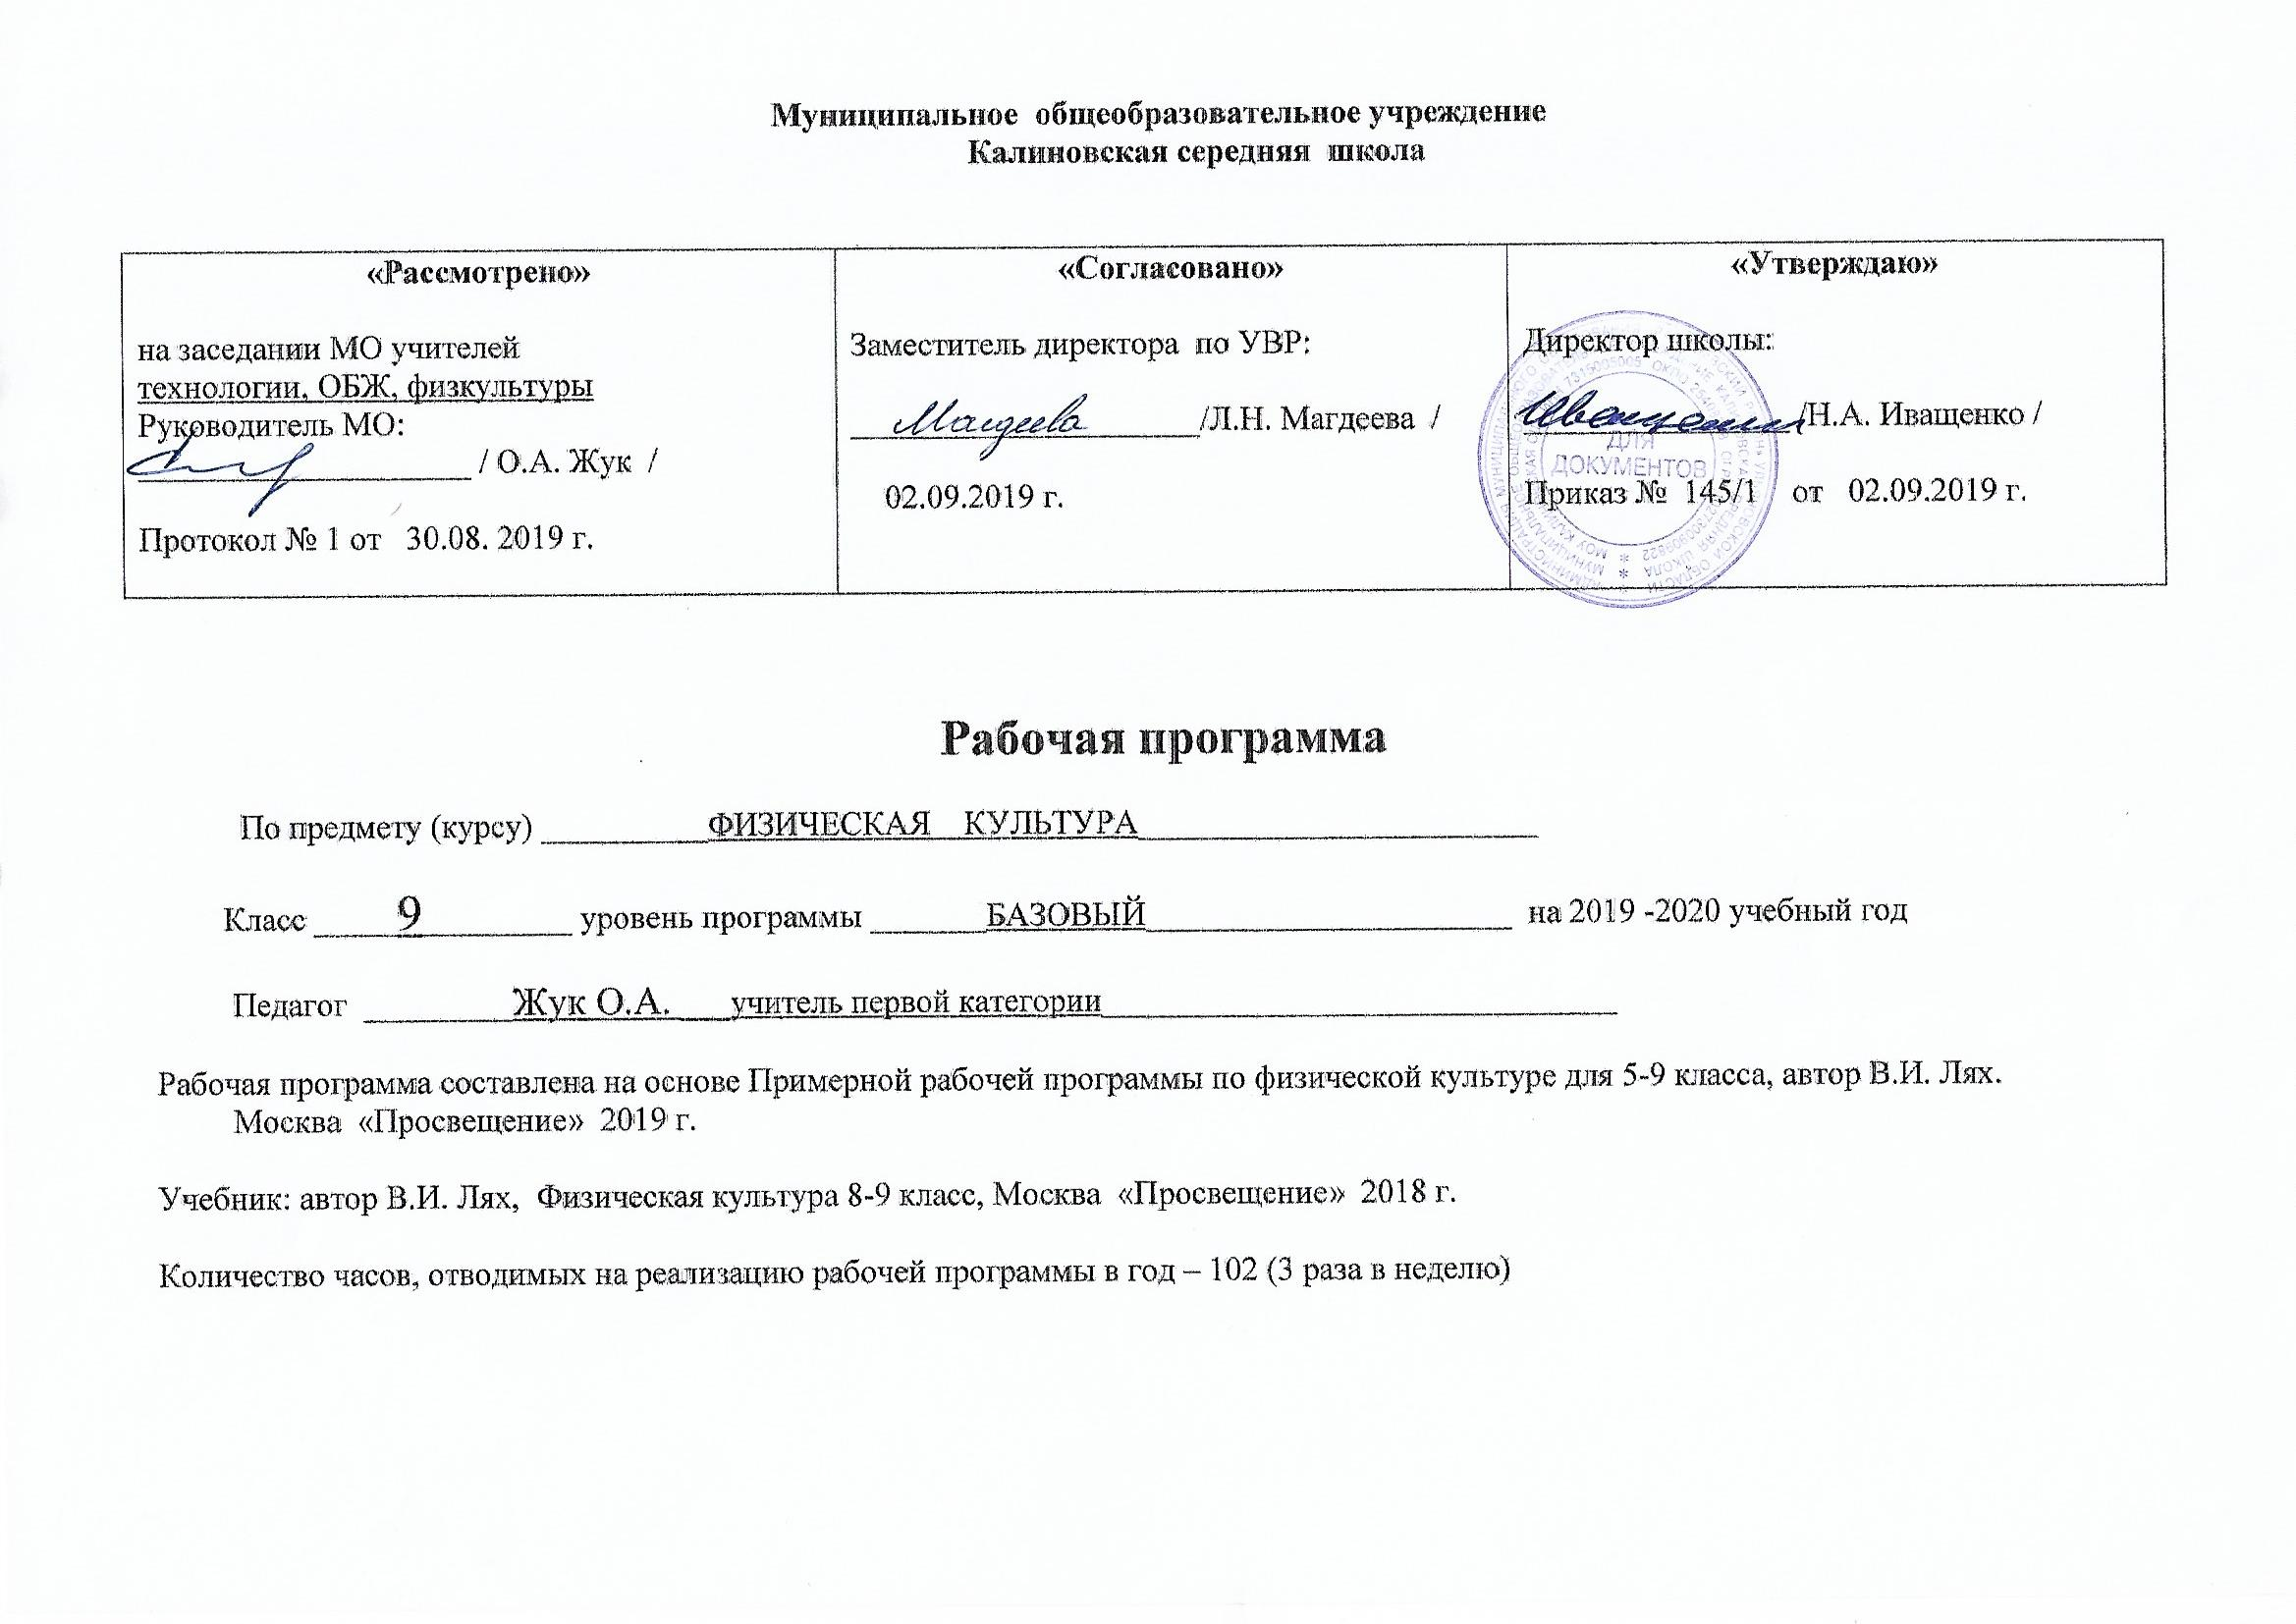 Муниципальное общеобразовательное учреждение
Калиновская средняя школа
«Рассмотрено»
на заседании МО учителей
технологии, ОБЖ, физкультуры
Руководитель МО:
/ О.А. Жук /
Протокол № 1 от 30.08. 2019 г.
«Согласовано»
Заместитель директора по УВР:
Магдеева /Л.Н. Магдеева /
02.09.2019 г.
«Утверждаю»
Директор школы:
Иващенко /Н.А. Иващенко /
ДЛЯ
ДОКУМЕНТОВ
Приказ № 145/1 от 02.09.2019 г.
Рабочая программа
По предмету (курсу) ФИЗИЧЕСКАЯ КУЛЬТУРА
Класс 9 уровень программы БАЗОВЫЙ на 2019 -2020 учебный год
Педагог Жук О.А. учитель первой категории
Рабочая программа составлена на основе Примерной рабочей программы по физической культуре для 5-9 класса, автор В.И. Лях.
Москва «Просвещение» 2019 г.
Учебник: автор В.И. Лях, Физическая культура 8-9 класс, Москва «Просвещение» 2018 г.
Количество часов, отводимых на реализацию рабочей программы в год – 102 (3 раза в неделю)